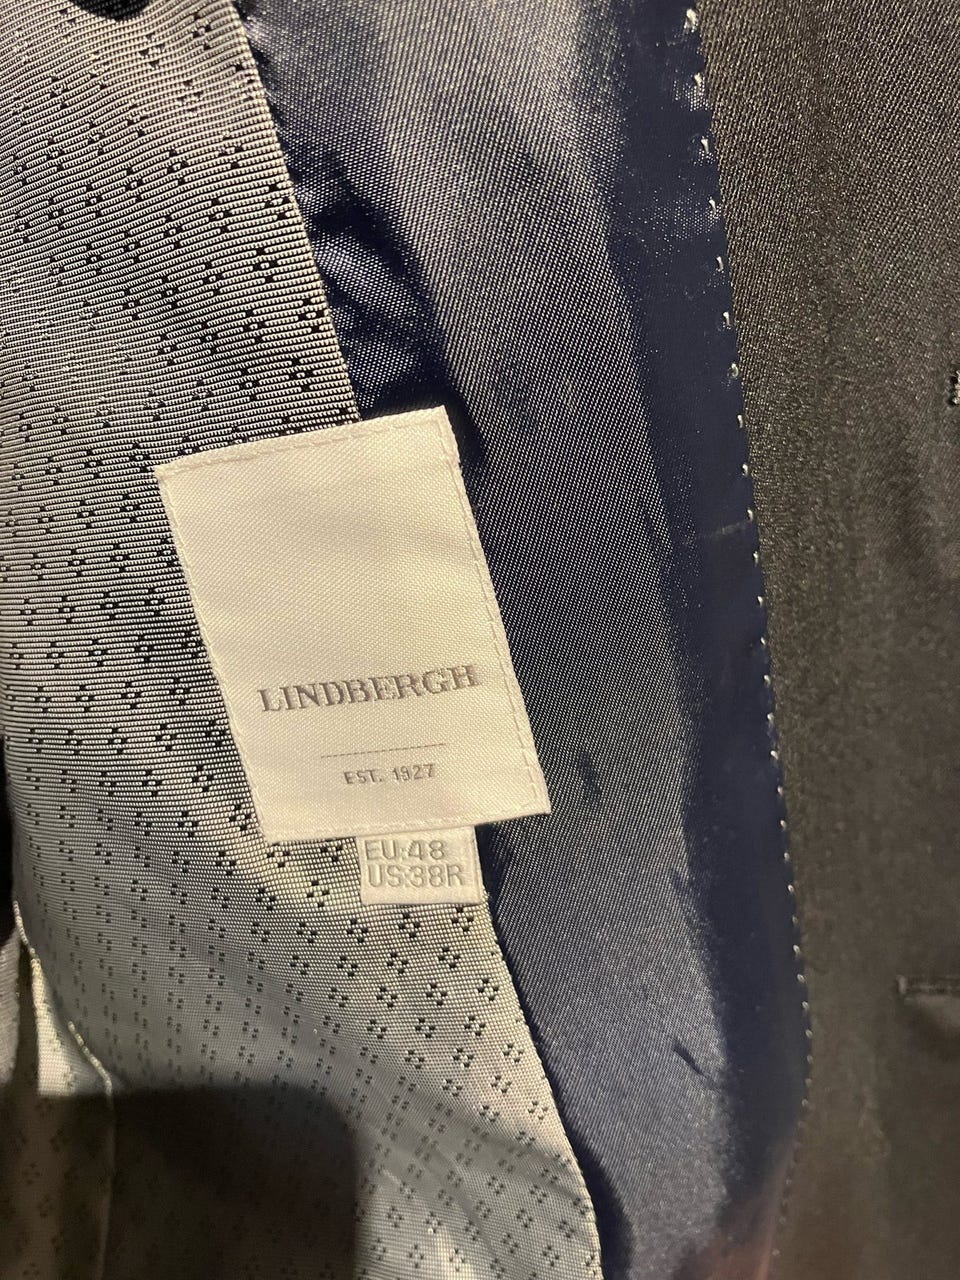 LINDBERGH
EST. 1927
EU:48
US:38R